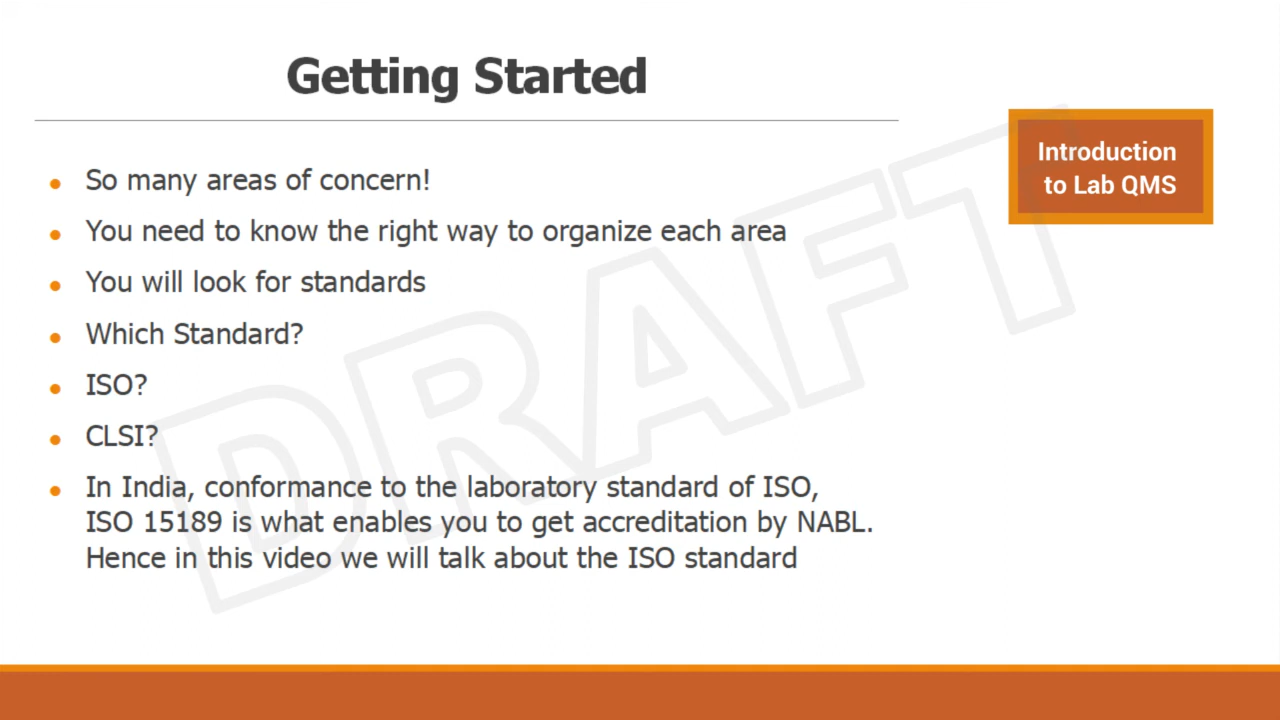 Getting Started
Introduction
to Lab QMS
So many areas of concern!
You need to know the right way to organize each area
You will look for standards
Which Standard?
ISO?
CLSI?
In India, conformance to the laboratory standard of ISO,
ISO 15189 is what enables you to get accreditation by NABL.
Hence in this video we will talk about the ISO standard
DRAFT